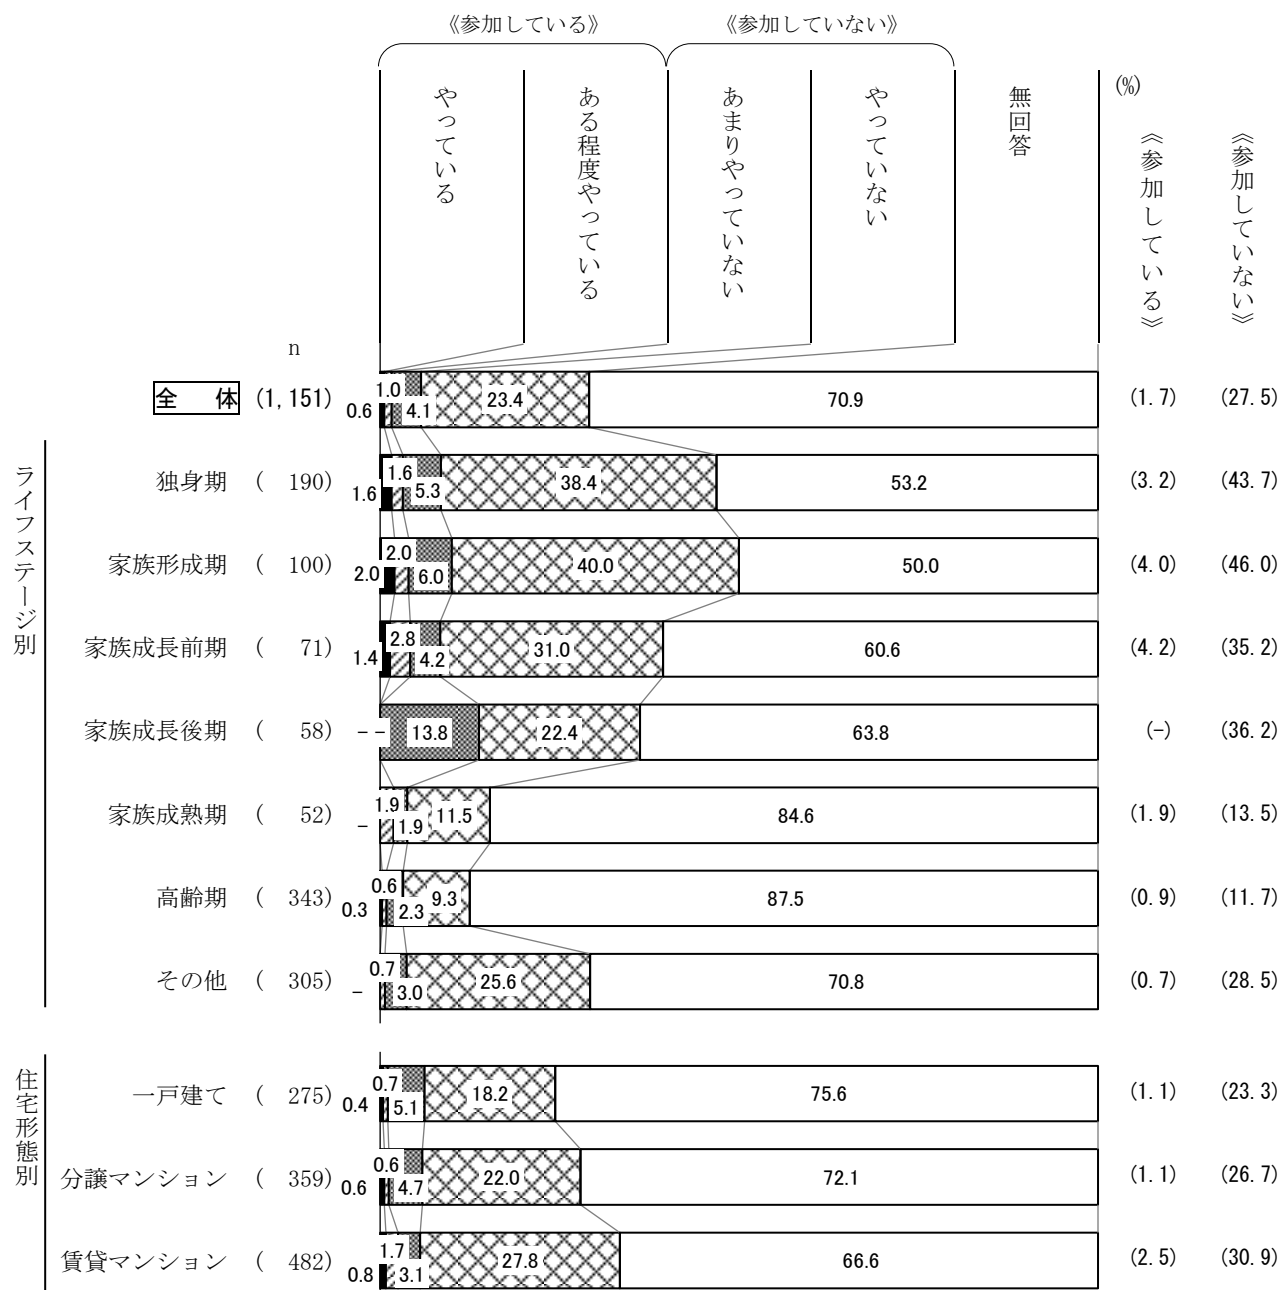 《参加している》 《参加していない》
やっている
ある程度やっている
あまりやっていない
やっていない
無回答
(%)
《参加している》
《参加していない》
n
全 体 (1,151) 0.6 1.0 4.1 23.4 70.9 (1.7) (27.5)
ライフステージ別
独身期 ( 190) 1.6 1.6 5.3 38.4 53.2 (3.2) (43.7)
家族形成期 ( 100) 2.0 2.0 6.0 40.0 50.0 (4.0) (46.0)
家族成長前期 ( 71) 1.4 2.8 4.2 31.0 60.6 (4.2) (35.2)
家族成長後期 ( 58) - - 13.8 22.4 63.8 (-) (36.2)
家族成熟期 ( 52) - 1.9 1.9 11.5 84.6 (1.9) (13.5)
高齢期 ( 343) 0.3 0.6 2.3 9.3 87.5 (0.9) (11.7)
その他 ( 305) - 0.7 3.0 25.6 70.8 (0.7) (28.5)
住宅形態別
一戸建て ( 275) 0.4 0.7 5.1 18.2 75.6 (1.1) (23.3)
分譲マンション ( 359) 0.6 0.6 4.7 22.0 72.1 (1.1) (26.7)
賃貸マンション ( 482) 0.8 1.7 3.1 27.8 66.6 (2.5) (30.9)